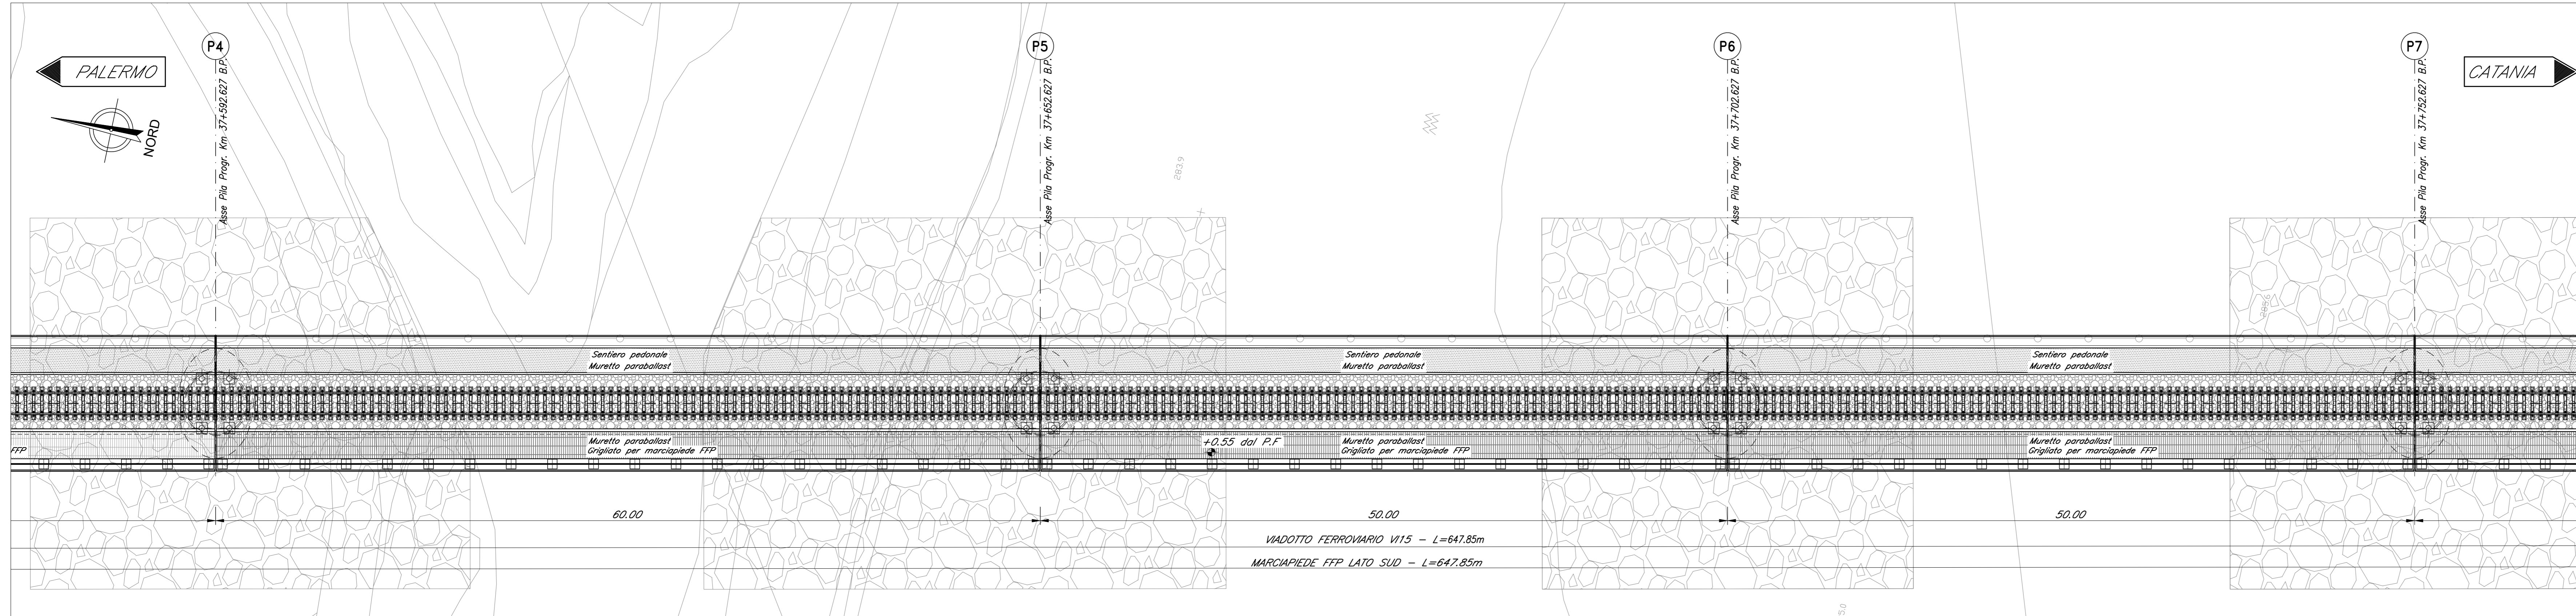 P4
P5
P6
P7
PALERMO
CATANIA
NORD
Asse Pila Progr. Km 37+592.627 B.P.
Asse Pila Progr. Km 37+652.627 B.P.
Asse Pila Progr. Km 37+702.627 B.P.
Asse Pila Progr. Km 37+752.627 B.P.
283.9
285.6
Sentiero pedonale
Muretto paraballast
Sentiero pedonale
Muretto paraballast
Sentiero pedonale
Muretto paraballast
FFP
Muretto paraballast
Grigliato per marciapiede FFP
+0.55 dal P.F
Muretto paraballast
Grigliato per marciapiede FFP
Muretto paraballast
Grigliato per marciapiede FFP
60.00
50.00
50.00
VIADOTTO FERROVIARIO VI15 - L=647.85m
MARCIAPIEDE FFP LATO SUD - L=647.85m